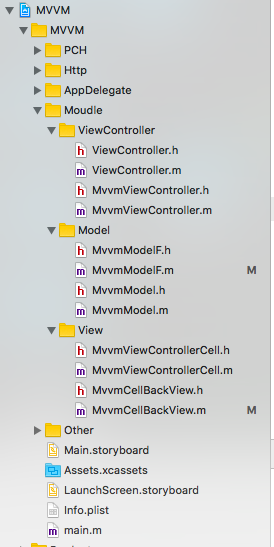 MVVM
MVVM
PCH
Http
AppDelegate
Moudle
ViewController
h ViewController.h
m ViewController.m
h MvvmViewController.h
m MvvmViewController.m
Model
h MvvmModelF.h
m MvvmModelF.m M
h MvvmModel.h
m MvvmModel.m
View
h MvvmViewControllerCell.h
m MvvmViewControllerCell.m
h MvvmCellBackView.h
m MvvmCellBackView.m M
Other
Main.storyboard
Assets.xcassets
LaunchScreen.storyboard
Info.plist
m main.m